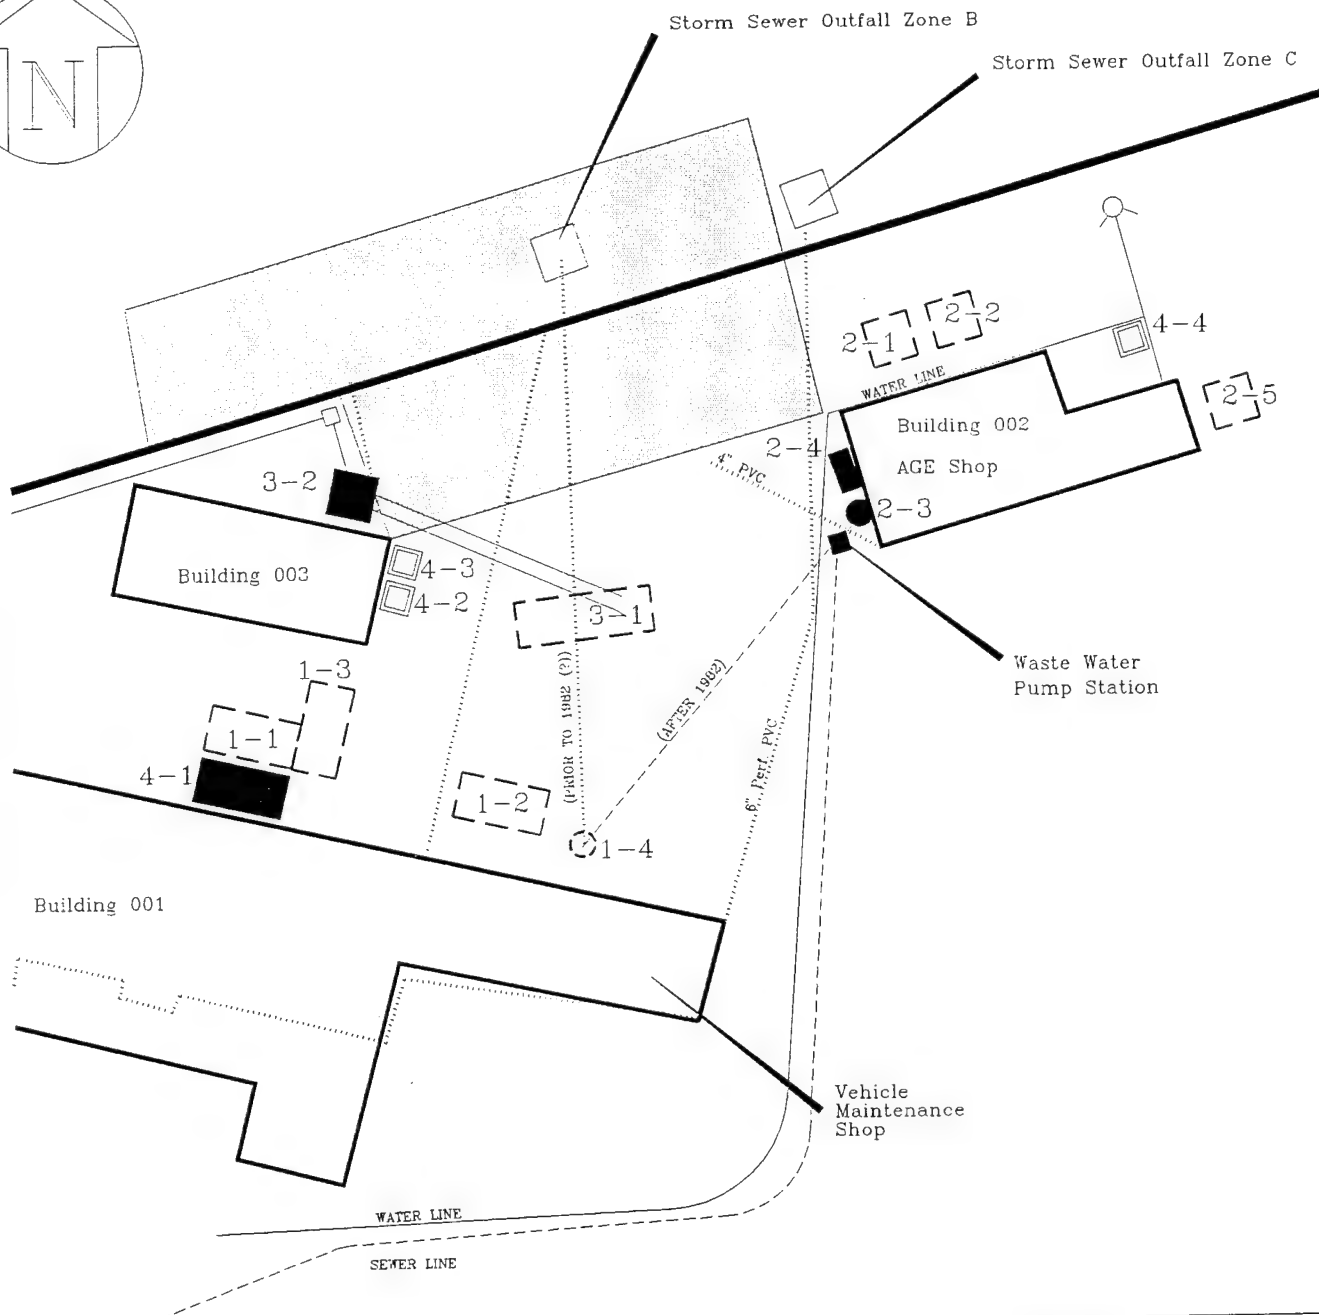 Storm Sewer Outfall Zone B
Storm Sewer Outfall Zone C
N
2-2
2-1
4-4
WATER LINE
2-5
Building 002
AGE Shop
2-4
4" PVC
3-2
2-3
Building 003
4-3
4-2
3-1
Waste Water
Pump Station
1-3
(PRIOR TO 1982 (?))
(AFTER 1982)
6" Perf. PVC
1-1
4-1
1-2
1-4
Building 001
Vehicle
Maintenance
Shop
WATER LINE
SEWER LINE